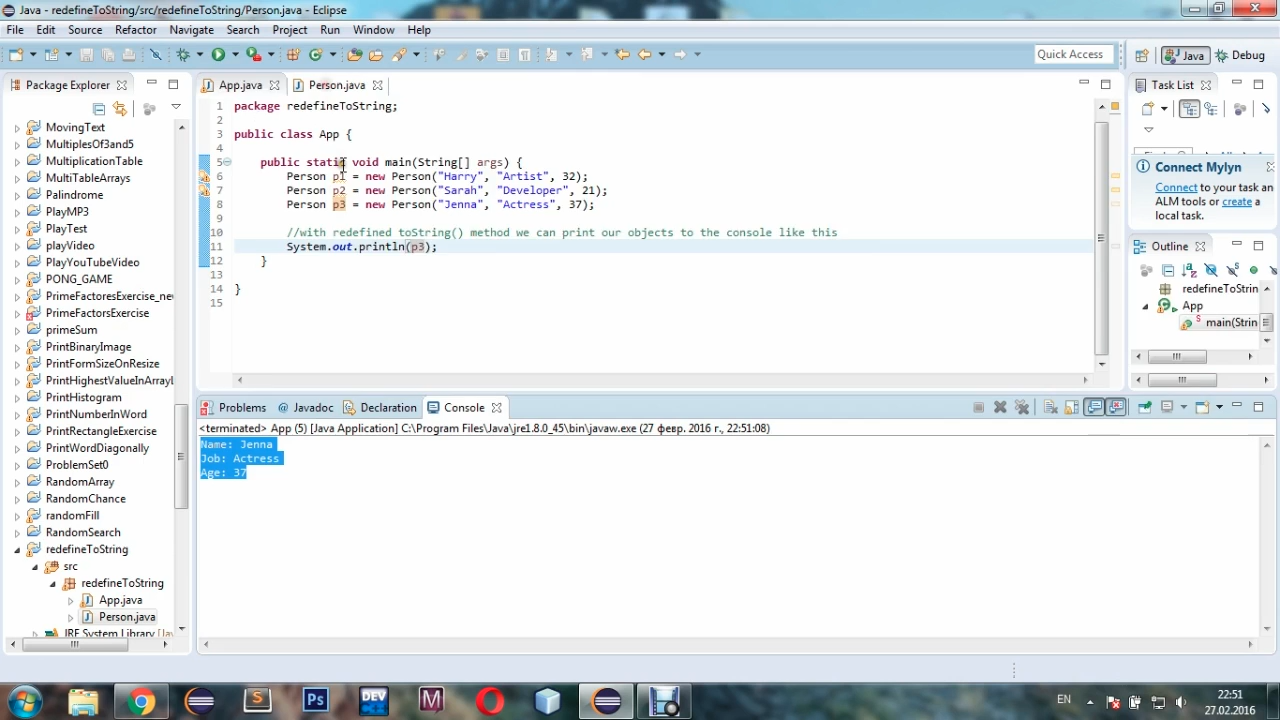 Java - redefineToString/src/redefineToString/Person.java - Eclipse
File Edit Source Refactor Navigate Search Project Run Window Help
Quick Access
Java
Debug
Package Explorer
MovingText
MultiplesOf3and5
MultiplicationTable
MultiTableArrays
Palindrome
PlayMP3
PlayTest
playVideo
PlayYouTubeVideo
PONG_GAME
PrimeFactoresExercise_nev
PrimeFactorsExercise
primeSum
PrintBinaryImage
PrintFormSizeOnResize
PrintHighestValueInArrayL
PrintHistogram
PrintNumberInWord
PrintRectangleExercise
PrintWordDiagonally
ProblemSet0
RandomArray
RandomChance
randomFill
RandomSearch
redefineToString
src
redefineToString
App.java
Person.java
JRE System Library [Jav
App.java
Person.java
1 package redefineToString;
2
3 public class App {
4
5 public static void main(String[] args) {
6 Person p1 = new Person("Harry", "Artist", 32);
7 Person p2 = new Person("Sarah", "Developer", 21);
8 Person p3 = new Person("Jenna", "Actress", 37);
9
10 //with redefined toString() method we can print our objects to the console like this
11 System.out.println(p3);
12 }
13
14 }
15
Task List
Connect Mylyn
Connect to your task and
ALM tools or create a
local task.
Outline
redefineToStrin
App
main(Strin
Problems
@ Javadoc
Declaration
Console
<terminated> App (5) [Java Application] C:\Program Files\Java\jre1.8.0_45\bin\javaw.exe (27 февр. 2016 г., 22:51:08)
Name: Jenna
Job: Actress
Age: 37
S
Ps
DEV
M
EN
22:51
27.02.2016